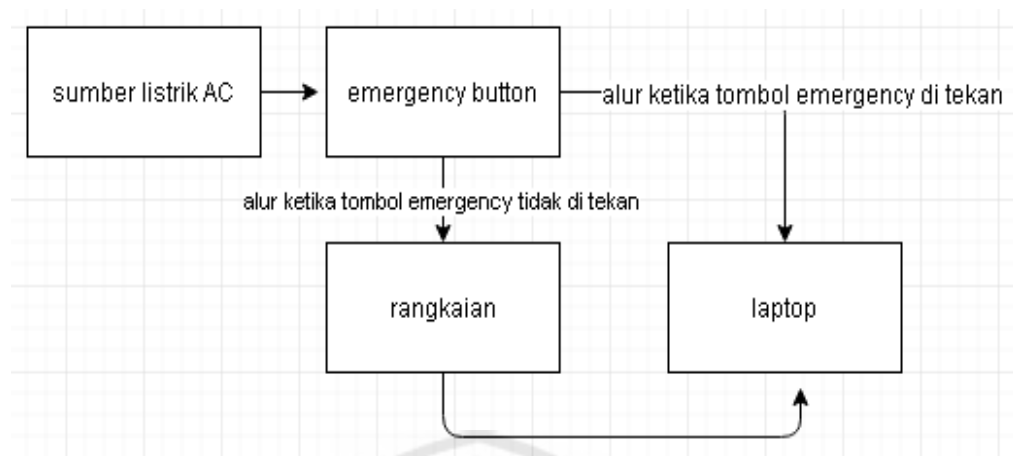 sumber listrik AC
emergency button
alur ketika tombol emergency di tekan
alur ketika tombol emergency tidak di tekan
rangkaian
laptop